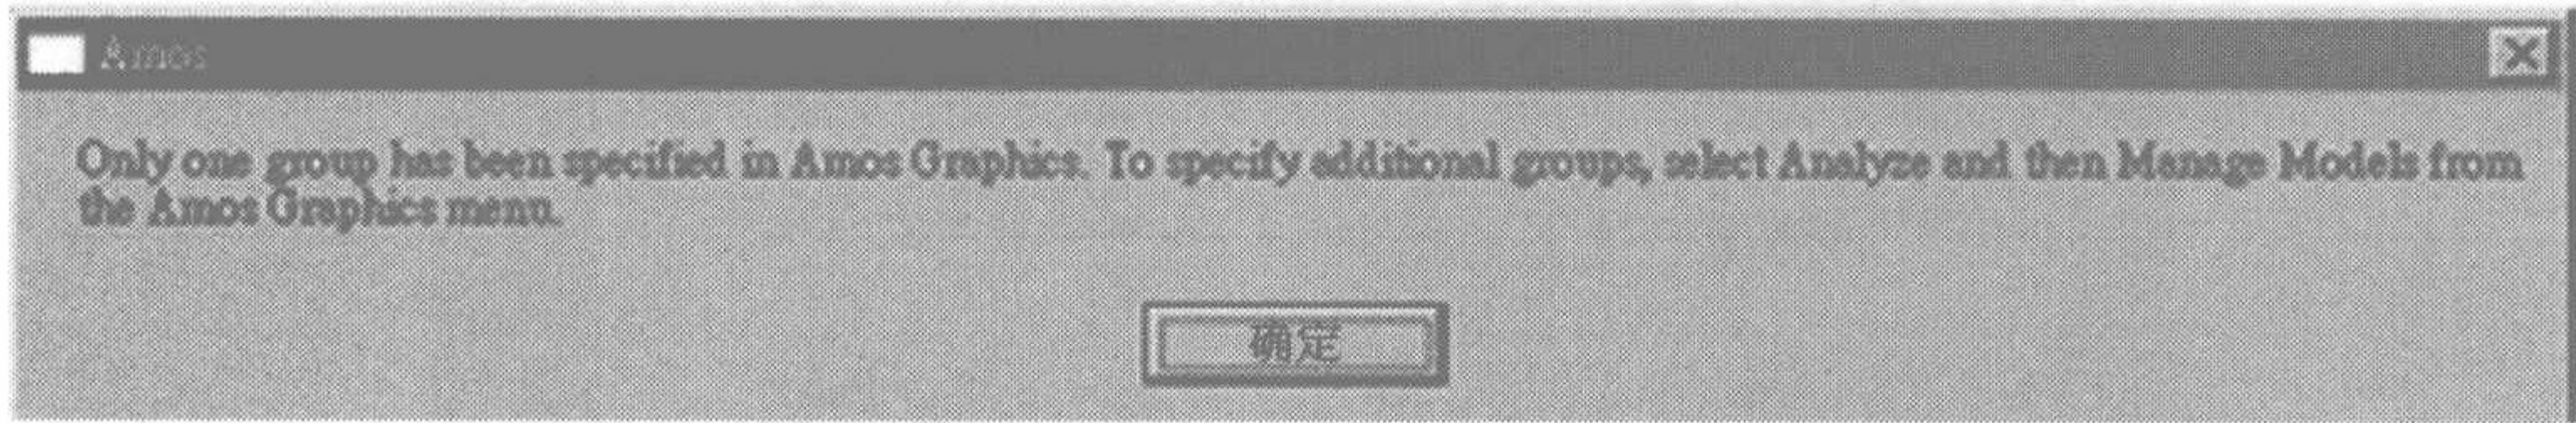 Amos
Only one group has been specified in Amos Graphics. To specify additional groups, select Analyze and then Manage Models from
the Amos Graphics menu.
确定